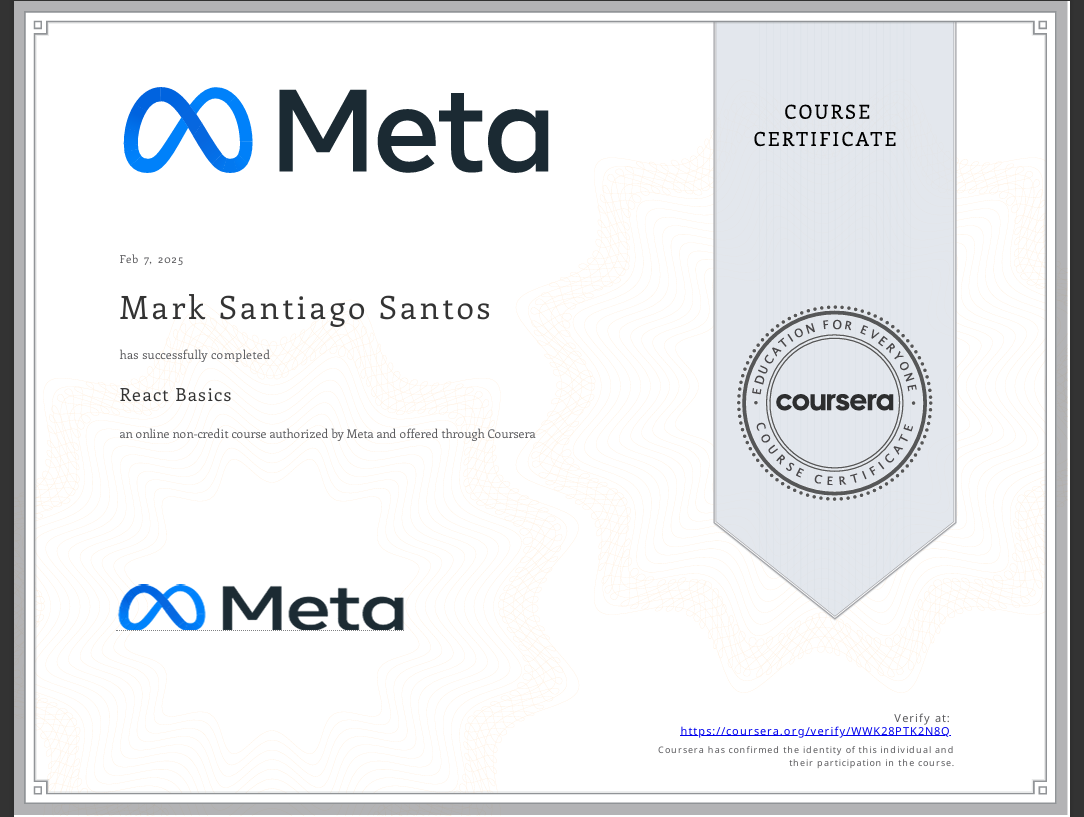 Meta
COURSE
CERTIFICATE
Feb 7, 2025
Mark Santiago Santos
has successfully completed
React Basics
an online non-credit course authorized by Meta and offered through Coursera
EDUCATION FOR EVERYONE
coursera
COURSE CERTIFICATE
Meta
Verify at:
https://coursera.org/verify/WWK28PTK2N8Q
Coursera has confirmed the identity of this individual and
their participation in the course.